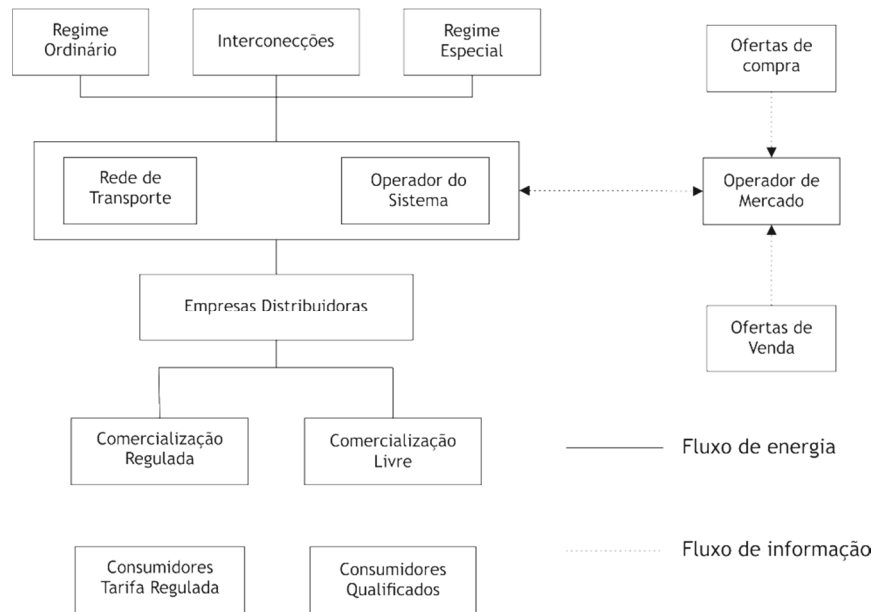 Regime
Ordinário
Interconecções
Regime
Especial
Ofertas de
compra
Rede de
Transporte
Operador do
Sistema
Operador de
Mercado
Empresas Distribuidoras
Ofertas de
Venda
Comercialização
Regulada
Comercialização
Livre
Fluxo de energia
Consumidores
Tarifa Regulada
Consumidores
Qualificados
Fluxo de informação